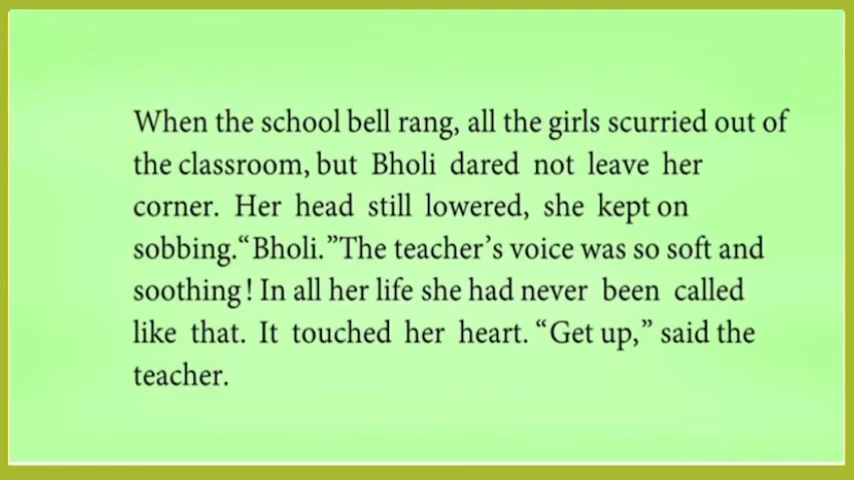 When the school bell rang, all the girls scurried out of
the classroom, but Bholi dared not leave her
corner. Her head still lowered, she kept on
sobbing.“Bholi.”The teacher’s voice was so soft and
soothing! In all her life she had never been called
like that. It touched her heart. “Get up,” said the
teacher.